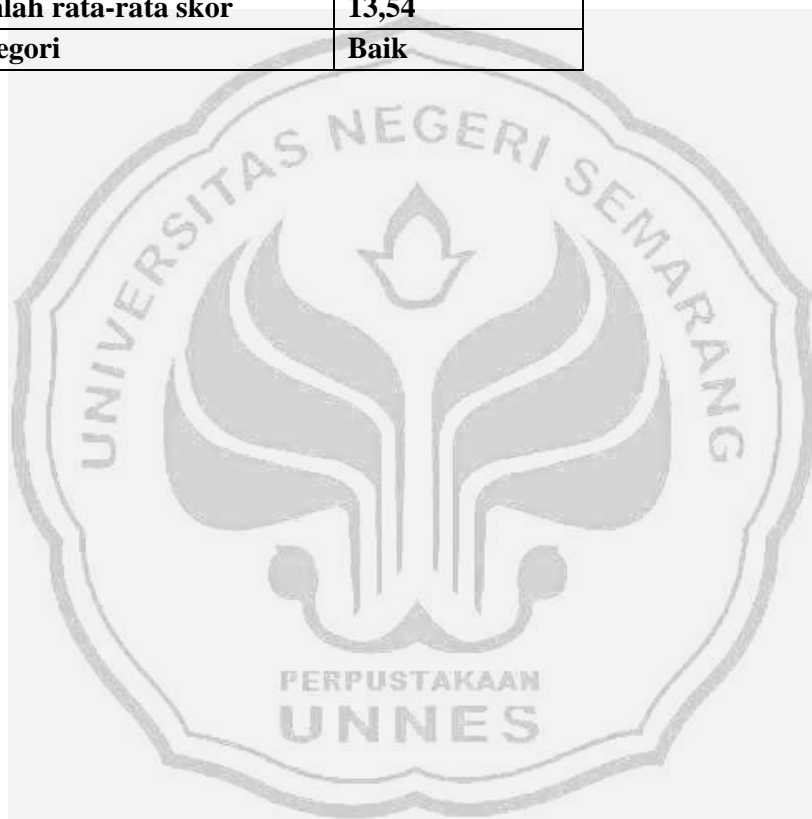 lah rata-rata skor 13,54
egori Baik
UNIVERSITAS NEGERI SEMARANG
PERPUSTAKAAN
UNNES